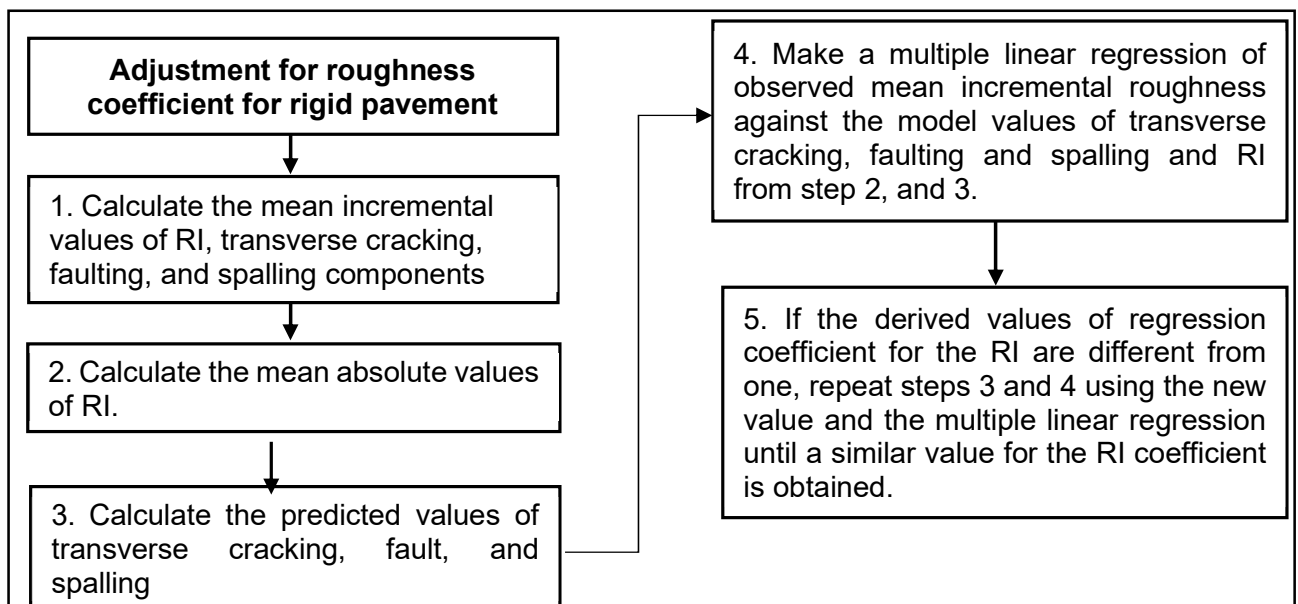 Adjustment for roughness
coefficient for rigid pavement
1. Calculate the mean incremental
values of RI, transverse cracking,
faulting, and spalling components
2. Calculate the mean absolute values
of RI.
3. Calculate the predicted values of
transverse cracking, fault, and
spalling
4. Make a multiple linear regression of
observed mean incremental roughness
against the model values of transverse
cracking, faulting and spalling and RI
from step 2, and 3.
5. If the derived values of regression
coefficient for the RI are different from
one, repeat steps 3 and 4 using the new
value and the multiple linear regression
until a similar value for the RI coefficient
is obtained.